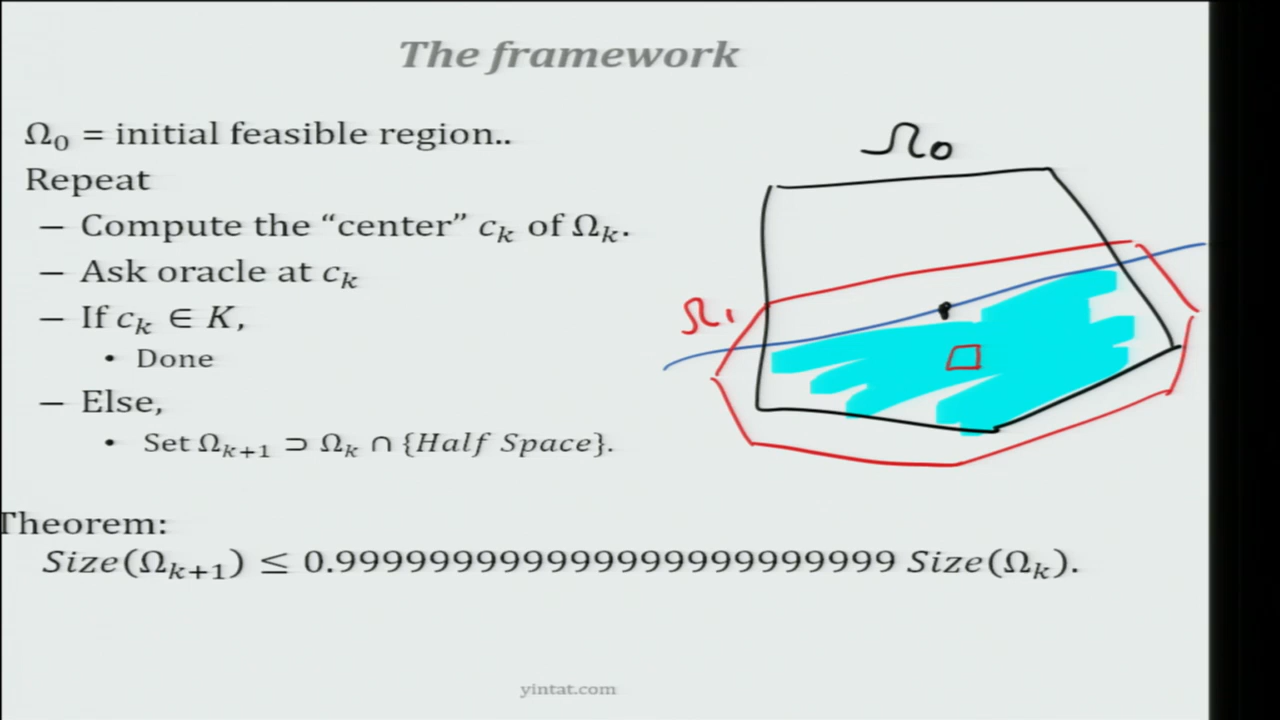 The framework
Ω₀ = initial feasible region..
Repeat
– Compute the “center” cₖ of Ωₖ.
– Ask oracle at cₖ
– If cₖ ∈ K,
• Done
– Else,
• Set Ωₖ₊₁ ⊃ Ωₖ ∩ {Half Space}.
Theorem:
Size(Ωₖ₊₁) ≤ 0.9999999999999999999999999 Size(Ωₖ).
Ω₀
Ω₁
yintat.com